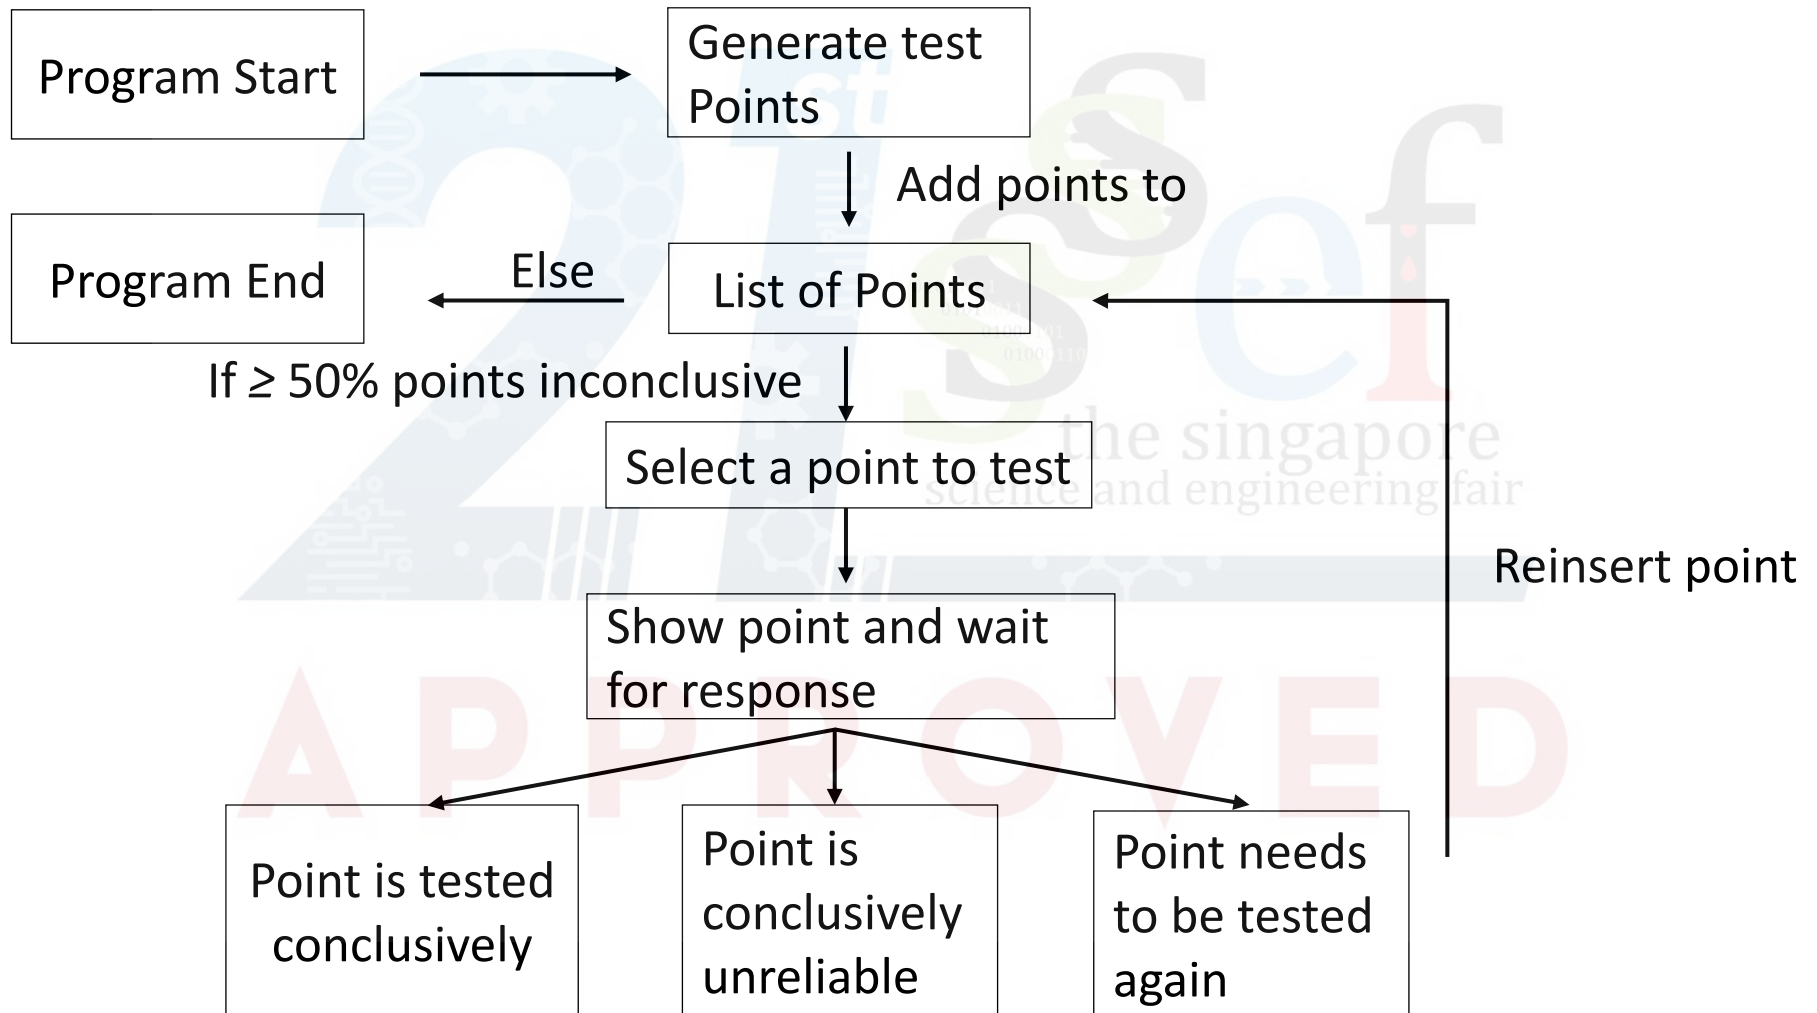 Program Start
Generate test
Points
Add points to
Program End
Else
List of Points
If ≥ 50% points inconclusive
Select a point to test
Show point and wait
for response
Reinsert point
Point is tested
conclusively
Point is
conclusively
unreliable
Point needs
to be tested
again
21st
ssef
the singapore
science and engineering fair
APPROVED